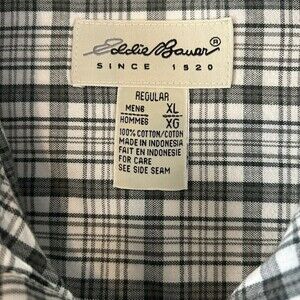 Eddie Bauer®
SINCE 1920
REGULAR
MENS XL
HOMMES XG
100% COTTON/COTON
MADE IN INDONESIA
FAIT EN INDONESIE
FOR CARE
SEE SIDE SEAM